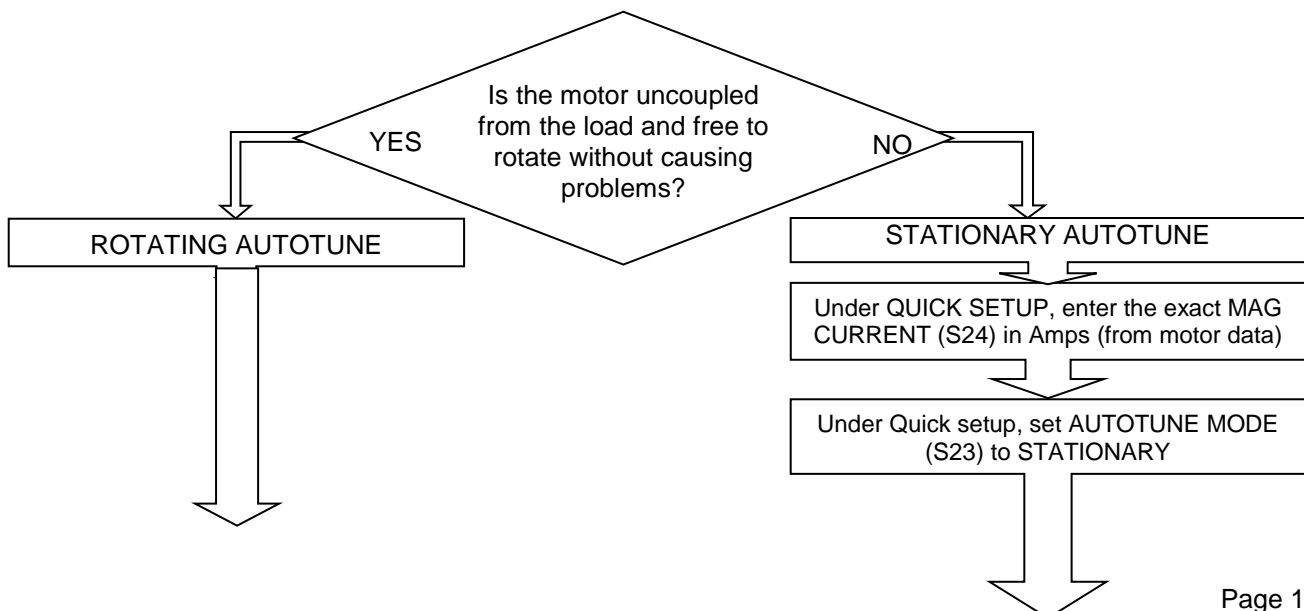 Is the motor uncoupled
from the load and free to
rotate without causing
problems?
YES
NO
ROTATING AUTOTUNE
STATIONARY AUTOTUNE
Under QUICK SETUP, enter the exact MAG
CURRENT (S24) in Amps (from motor data)
Under Quick setup, set AUTOTUNE MODE
(S23) to STATIONARY
Page 1